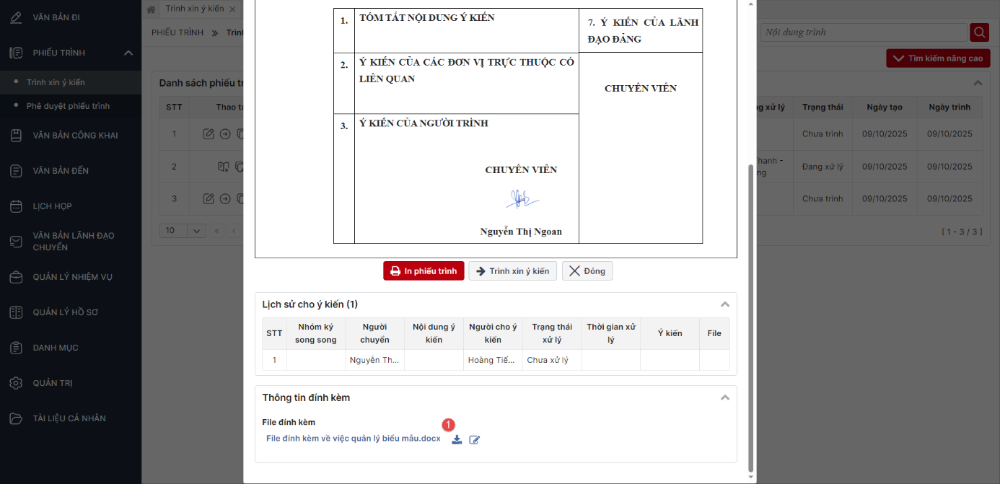 VĂN BẢN ĐI
PHIẾU TRÌNH
Trình xin ý kiến
Phê duyệt phiếu trình
VĂN BẢN CÔNG KHAI
VĂN BẢN ĐẾN
LỊCH HỌP
VĂN BẢN LÃNH ĐẠO
CHUYỂN
QUẢN LÝ NHIỆM VỤ
QUẢN LÝ HỒ SƠ
DANH MỤC
QUẢN TRỊ
TÀI LIỆU CÁ NHÂN
Trình xin ý kiến
PHIẾU TRÌNH » Trình
Danh sách phiếu tr
STT Thao tá
1
2
3
10 « ‹
1. TÓM TẮT NỘI DUNG Ý KIẾN
7. Ý KIẾN CỦA LÃNH
ĐẠO ĐẢNG
2. Ý KIẾN CỦA CÁC ĐƠN VỊ TRỰC THUỘC CÓ
LIÊN QUAN
CHUYÊN VIÊN
3. Ý KIẾN CỦA NGƯỜI TRÌNH
CHUYÊN VIÊN
Nguyễn Thị Ngoan
In phiếu trình Trình xin ý kiến Đóng
Lịch sử cho ý kiến (1)
STT Nhóm ký song song Người chuyển Nội dung ý kiến Người cho ý kiến Trạng thái xử lý Thời gian xử lý Ý kiến File
1 Nguyễn Th... Hoàng Tiế... Chưa xử lý
Thông tin đính kèm
File đính kèm
1
File đính kèm về việc quản lý biểu mẫu.docx
Nội dung trình
Tìm kiếm nâng cao
ng xử lý Trạng thái Ngày tạo Ngày trình
Chưa trình 09/10/2025 09/10/2025
Thanh -
ng Đang xử lý 09/10/2025 09/10/2025
Chưa trình 09/10/2025 09/10/2025
[ 1 - 3 / 3 ]